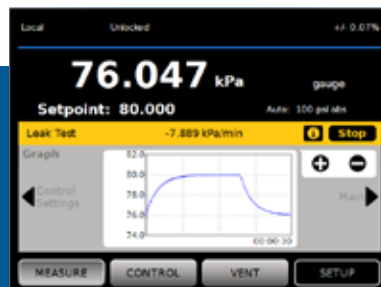 Local Unlocked +/- 0.07%
76.047 kPa gauge
Setpoint: 80.000 Auto: 100 psi abs
Leak Test -7.889 kPa/min i Stop
Graph
82.0
80.0
Control
Settings
78.0
Main
76.0
74.0
00:00:30
MEASURE CONTROL VENT SETUP